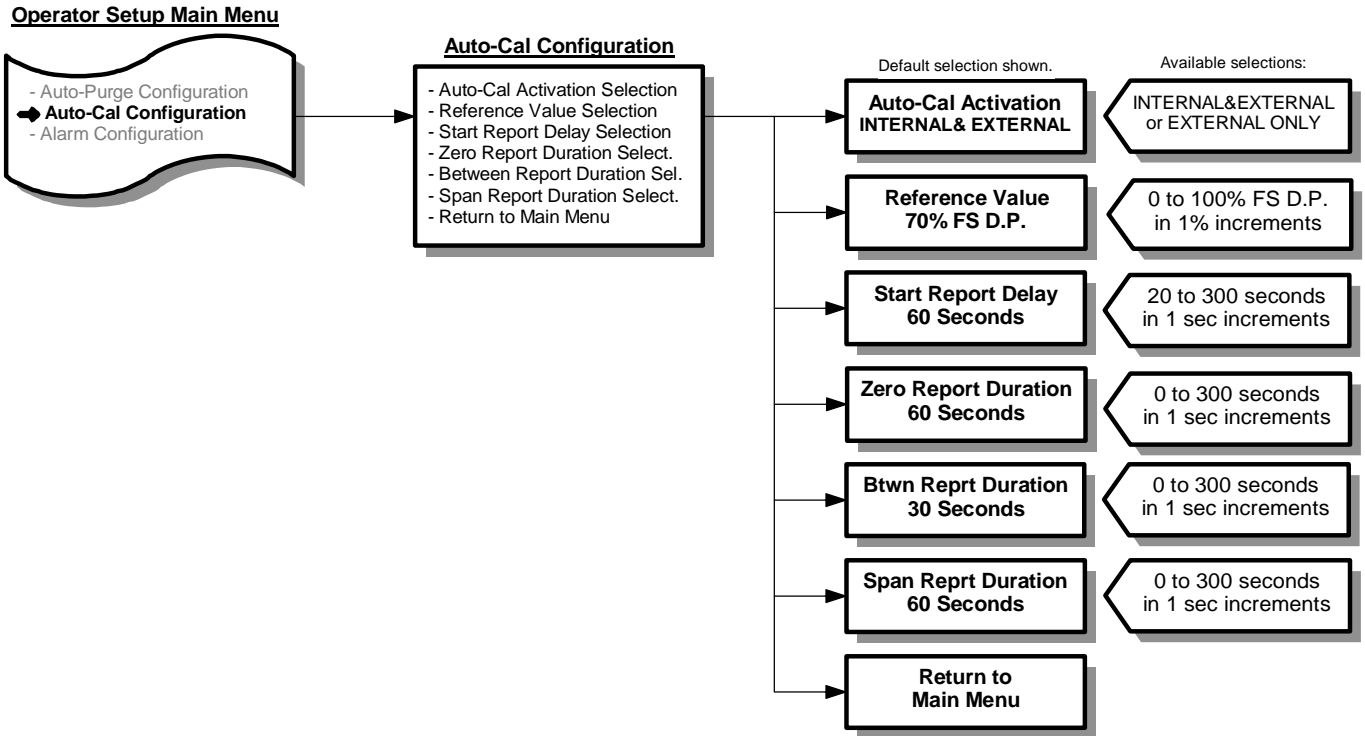 Operator Setup Main Menu
- Auto-Purge Configuration
Auto-Cal Configuration
- Alarm Configuration
Auto-Cal Configuration
- Auto-Cal Activation Selection
- Reference Value Selection
- Start Report Delay Selection
- Zero Report Duration Select.
- Between Report Duration Sel.
- Span Report Duration Select.
- Return to Main Menu
Default selection shown.
Available selections:
Auto-Cal Activation
INTERNAL& EXTERNAL
INTERNAL&EXTERNAL
or EXTERNAL ONLY
Reference Value
70% FS D.P.
0 to 100% FS D.P.
in 1% increments
Start Report Delay
60 Seconds
20 to 300 seconds
in 1 sec increments
Zero Report Duration
60 Seconds
0 to 300 seconds
in 1 sec increments
Btwn Reprt Duration
30 Seconds
0 to 300 seconds
in 1 sec increments
Span Reprt Duration
60 Seconds
0 to 300 seconds
in 1 sec increments
Return to
Main Menu